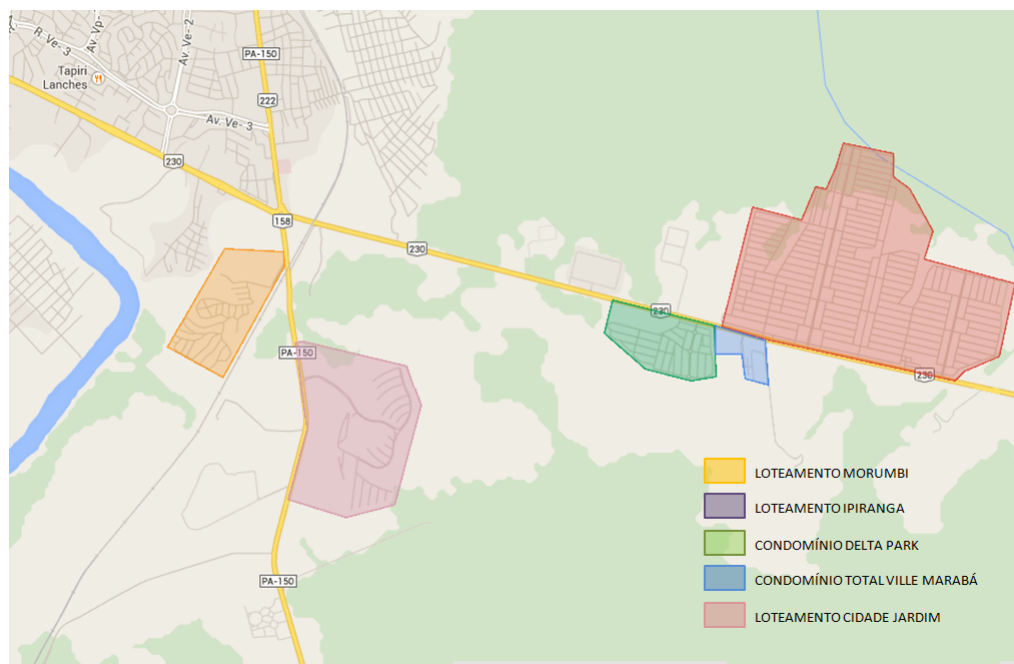 R. Ve- 3
Av. Vp-
Av. Ve- 2
PA-150
Tapiri
Lanches
222
Av. Ve- 3
230
158
230
230
PA-150
230
LOTEAMENTO MORUMBI
LOTEAMENTO IPIRANGA
CONDOMÍNIO DELTA PARK
PA-150
CONDOMÍNIO TOTAL VILLE MARABÁ
LOTEAMENTO CIDADE JARDIM